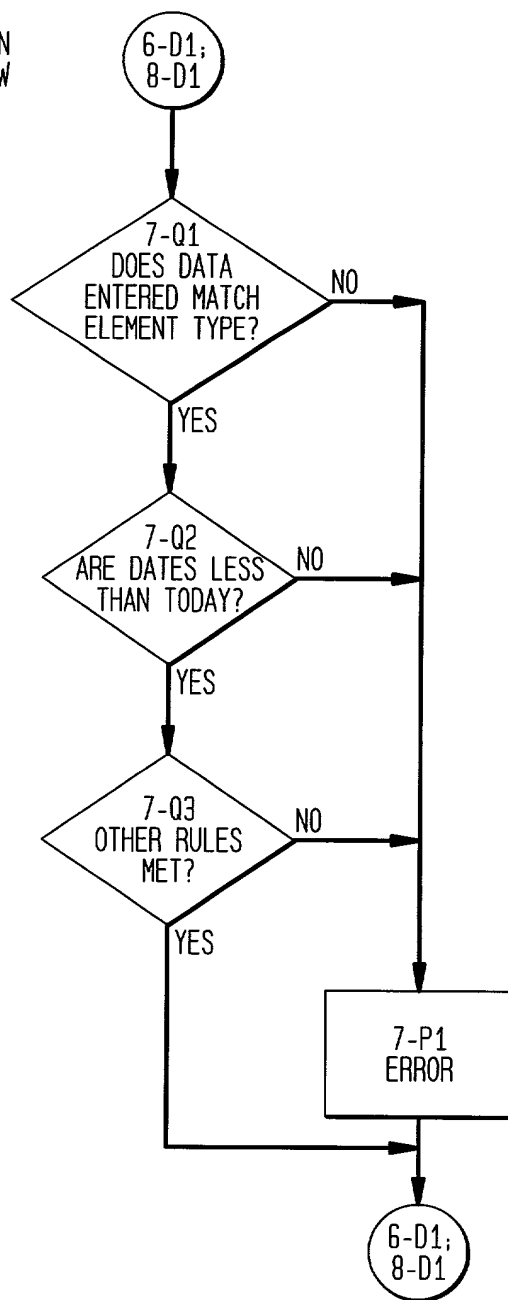 N
W
6-D1;
8-D1
7-Q1
DOES DATA
ENTERED MATCH
ELEMENT TYPE?
NO
YES
7-Q2
ARE DATES LESS
THAN TODAY?
NO
YES
7-Q3
OTHER RULES
MET?
NO
YES
7-P1
ERROR
6-D1;
8-D1